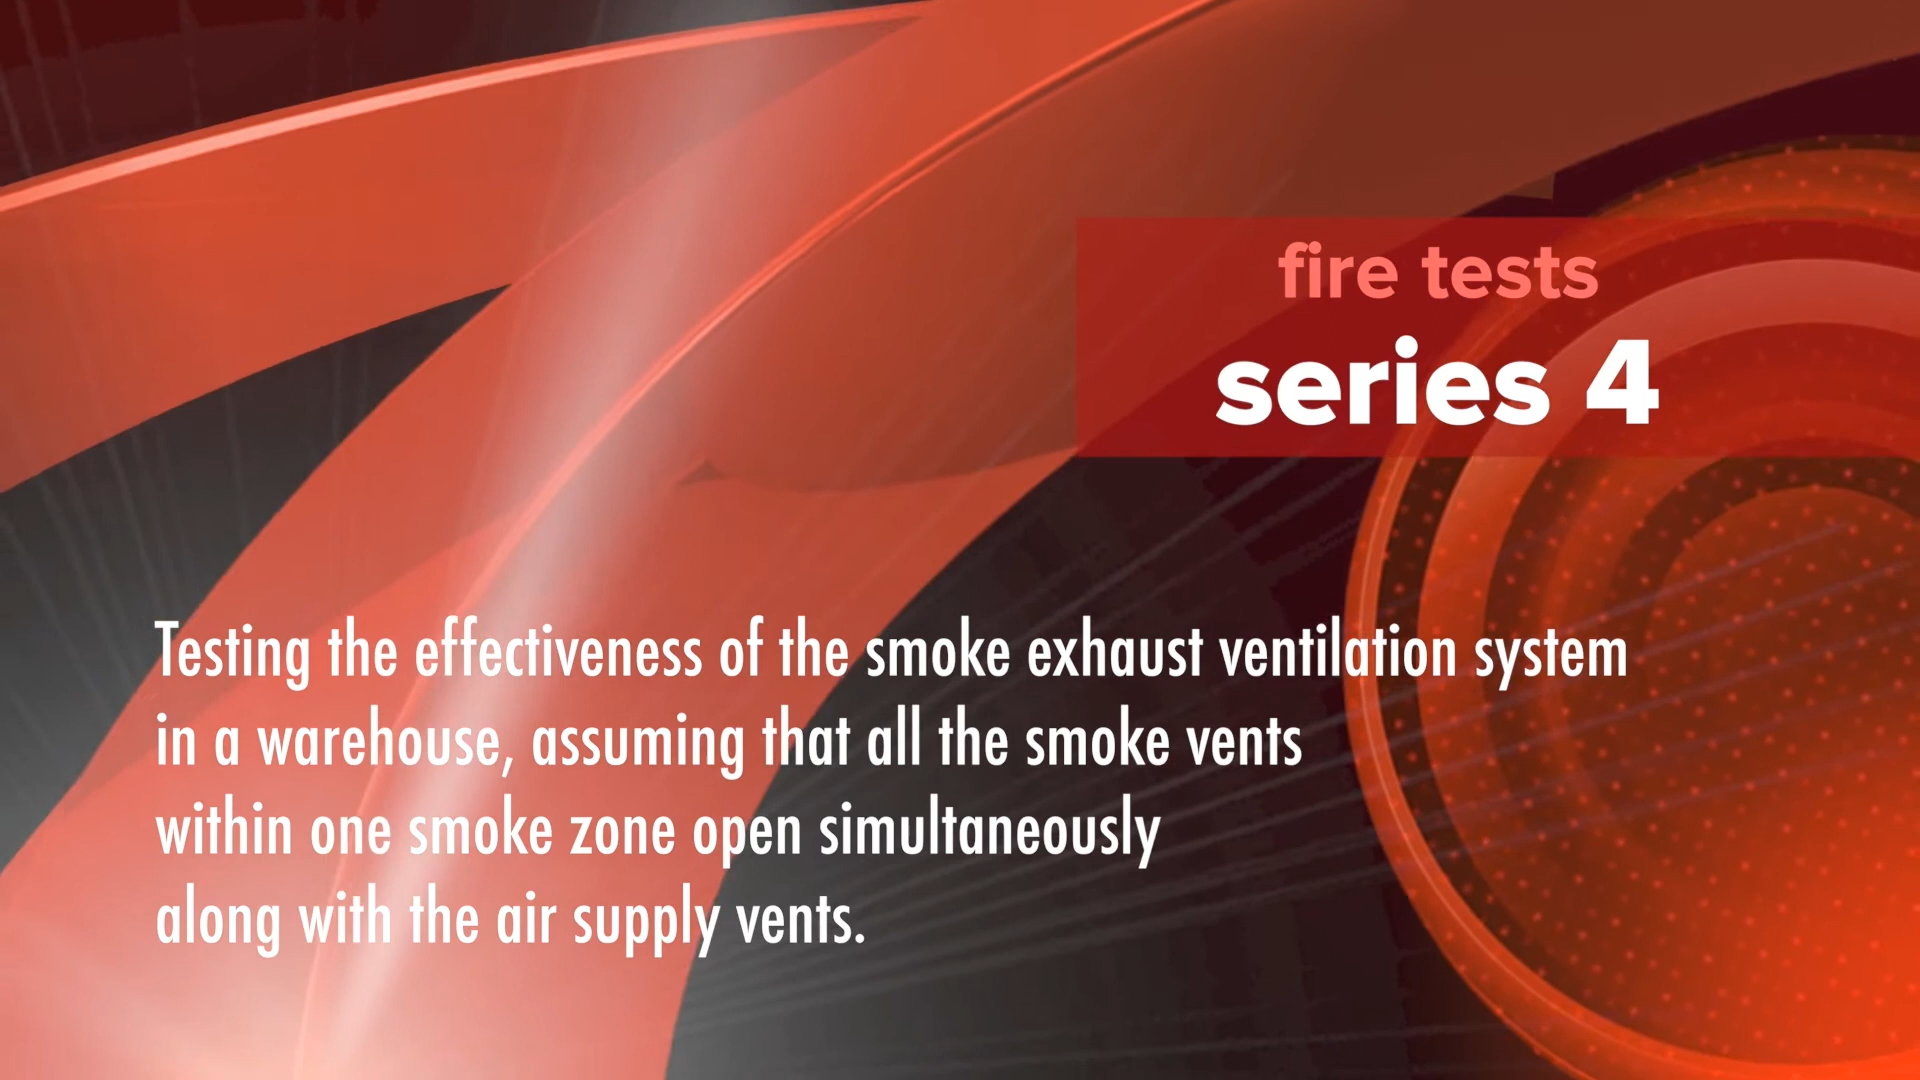 fire tests
series 4
Testing the effectiveness of the smoke exhaust ventilation system
in a warehouse, assuming that all the smoke vents
within one smoke zone open simultaneously
along with the air supply vents.